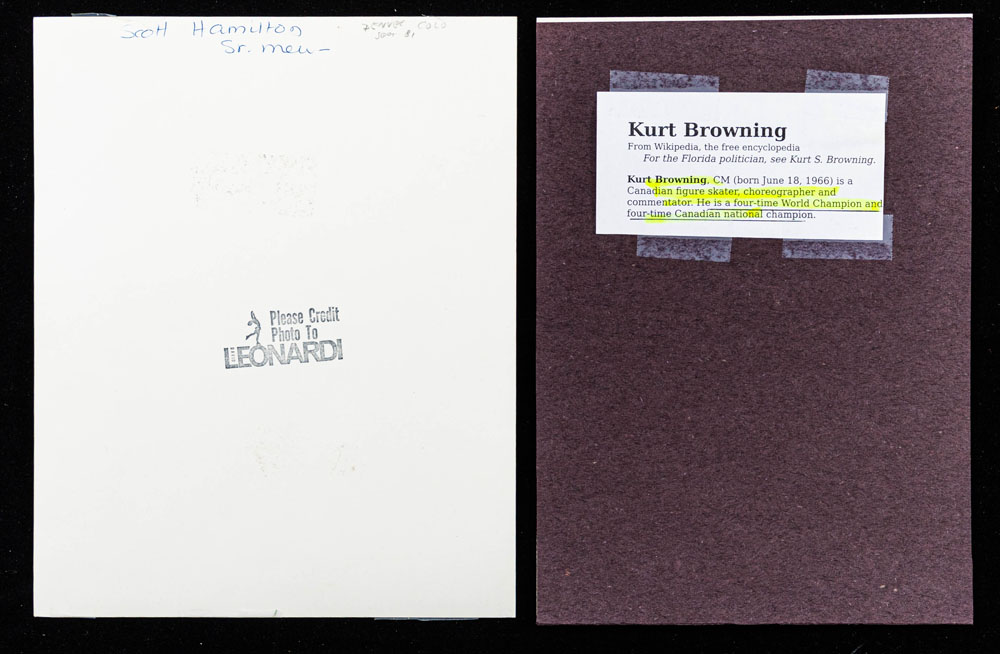 Scott Hamilton
Sr. men –
DENVER COLO
Please Credit
Photo To
LEONARDI
Kurt Browning
From Wikipedia, the free encyclopedia
For the Florida politician, see Kurt S. Browning.
Kurt Browning, CM (born June 18, 1966) is a
Canadian figure skater, choreographer and
commentator. He is a four-time World Champion and
four-time Canadian national champion.